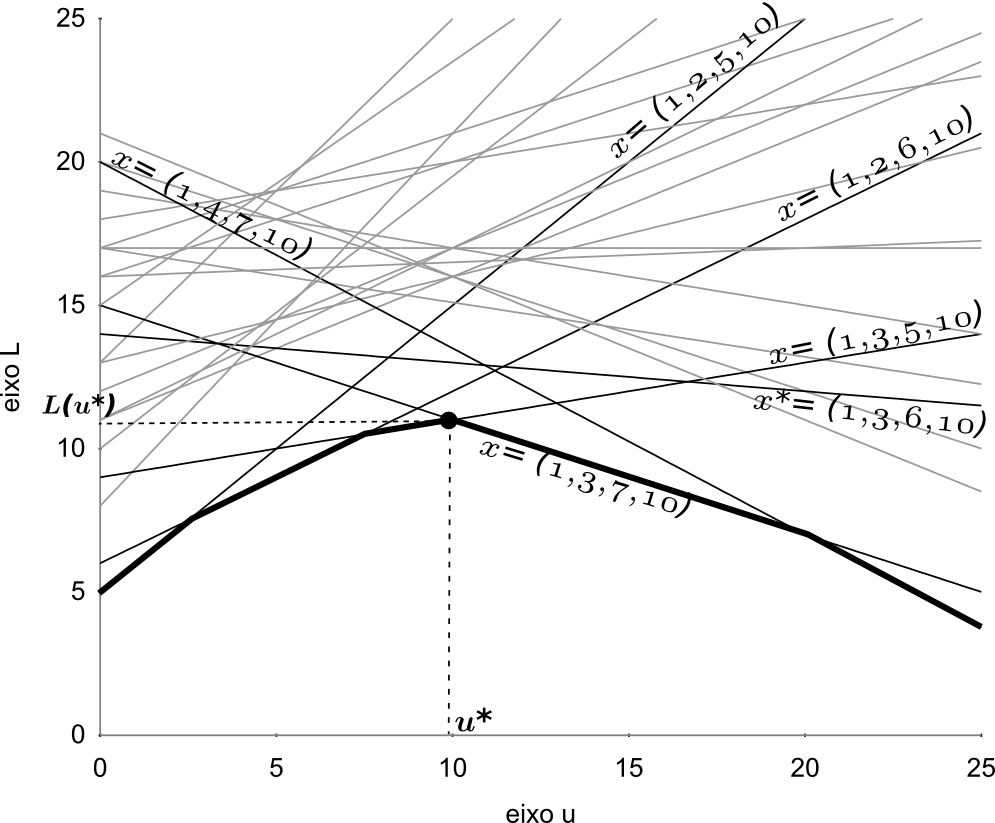 25
20
15
10
5
0
eixo L
L(u*)
x= (1,4,7,10)
x= (1,2,5,10)
x= (1,2,6,10)
x= (1,3,5,10)
x*= (1,3,6,10)
x= (1,3,7,10)
u*
0 5 10 15 20 25
eixo u